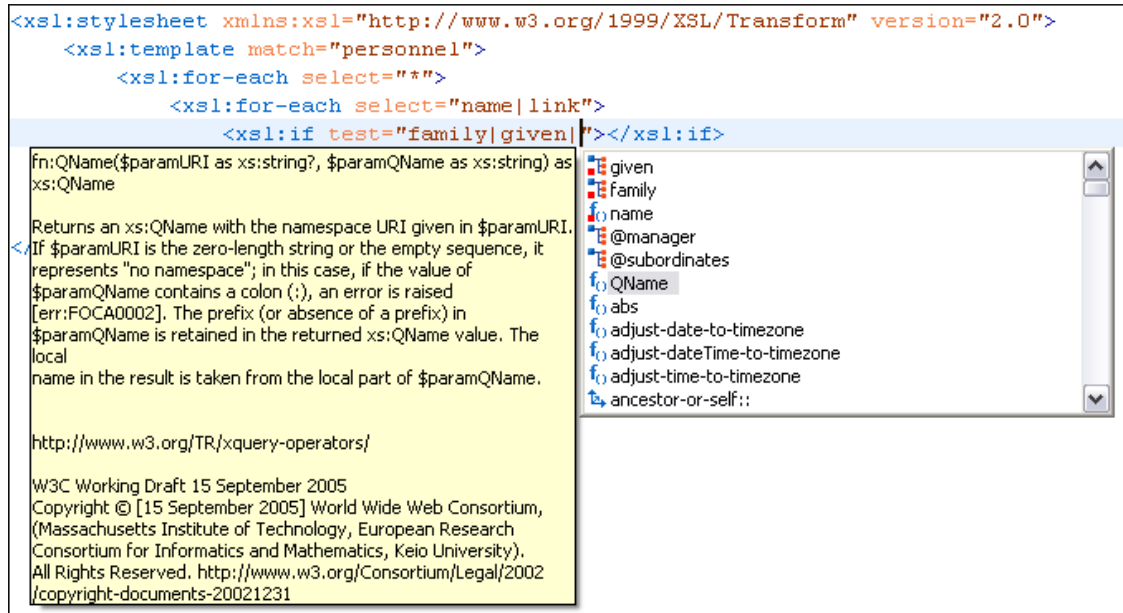 <xsl:stylesheet xmlns:xsl="http://www.w3.org/1999/XSL/Transform" version="2.0">
<xsl:template match="personnel">
<xsl:for-each select="*">
<xsl:for-each select="name|link">
<xsl:if test="family|given|"></xsl:if>
</
fn:QName($paramURI as xs:string?, $paramQName as xs:string) as
xs:QName
Returns an xs:QName with the namespace URI given in $paramURI.
If $paramURI is the zero-length string or the empty sequence, it
represents "no namespace"; in this case, if the value of
$paramQName contains a colon (:), an error is raised
[err:FOCA0002]. The prefix (or absence of a prefix) in
$paramQName is retained in the returned xs:QName value. The
local
name in the result is taken from the local part of $paramQName.
http://www.w3.org/TR/xquery-operators/
W3C Working Draft 15 September 2005
Copyright © [15 September 2005] World Wide Web Consortium,
(Massachusetts Institute of Technology, European Research
Consortium for Informatics and Mathematics, Keio University).
All Rights Reserved. http://www.w3.org/Consortium/Legal/2002
/copyright-documents-20021231
given
family
f() name
@manager
@subordinates
f() QName
f() abs
f() adjust-date-to-timezone
f() adjust-dateTime-to-timezone
f() adjust-time-to-timezone
ancestor-or-self::